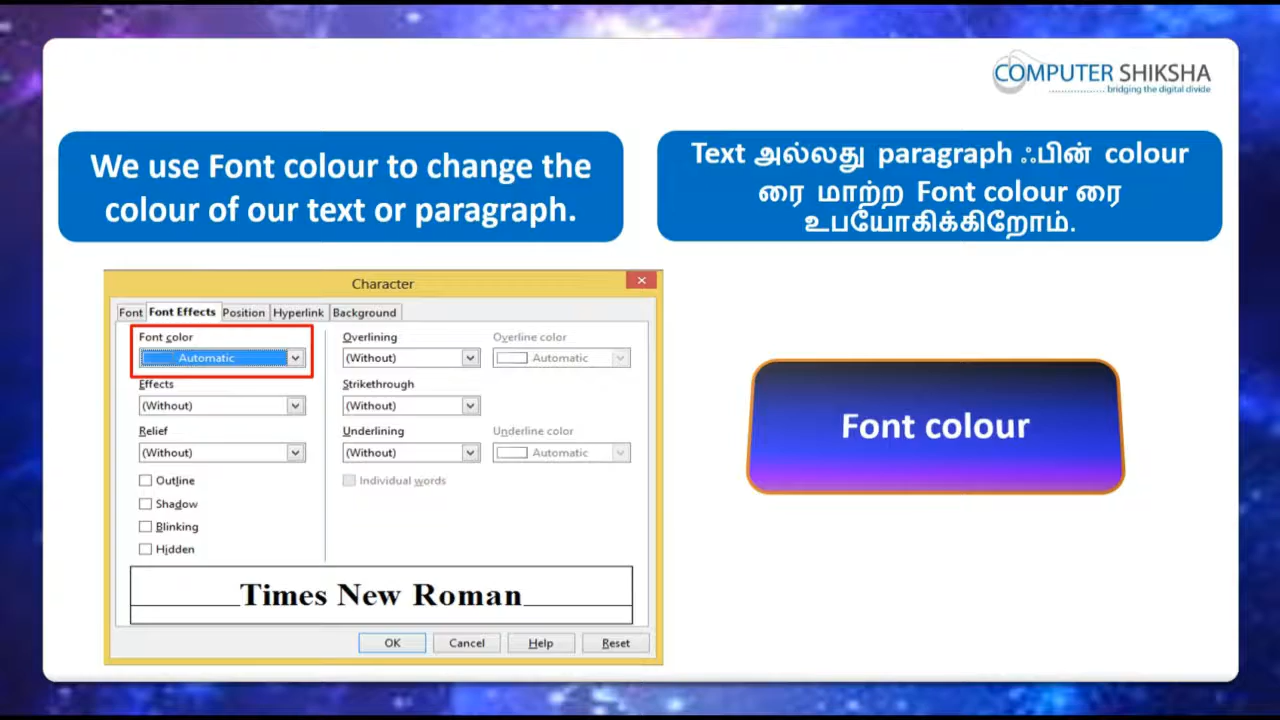 COMPUTER SHIKSHA
bridging the digital divide
We use Font colour to change the
colour of our text or paragraph.
Text அல்லது paragraph ஃபின் colour
ரை மாற்ற Font colour ரை
உபயோகிக்கிறோம்.
Character
Font Font Effects Position Hyperlink Background
Font color
Automatic
Effects
(Without)
Relief
(Without)
Outline
Shadow
Blinking
Hidden
Overlining
(Without)
Overline color
Automatic
Strikethrough
(Without)
Underlining
(Without)
Underline color
Automatic
Individual words
Times New Roman
OK Cancel Help Reset
Font colour